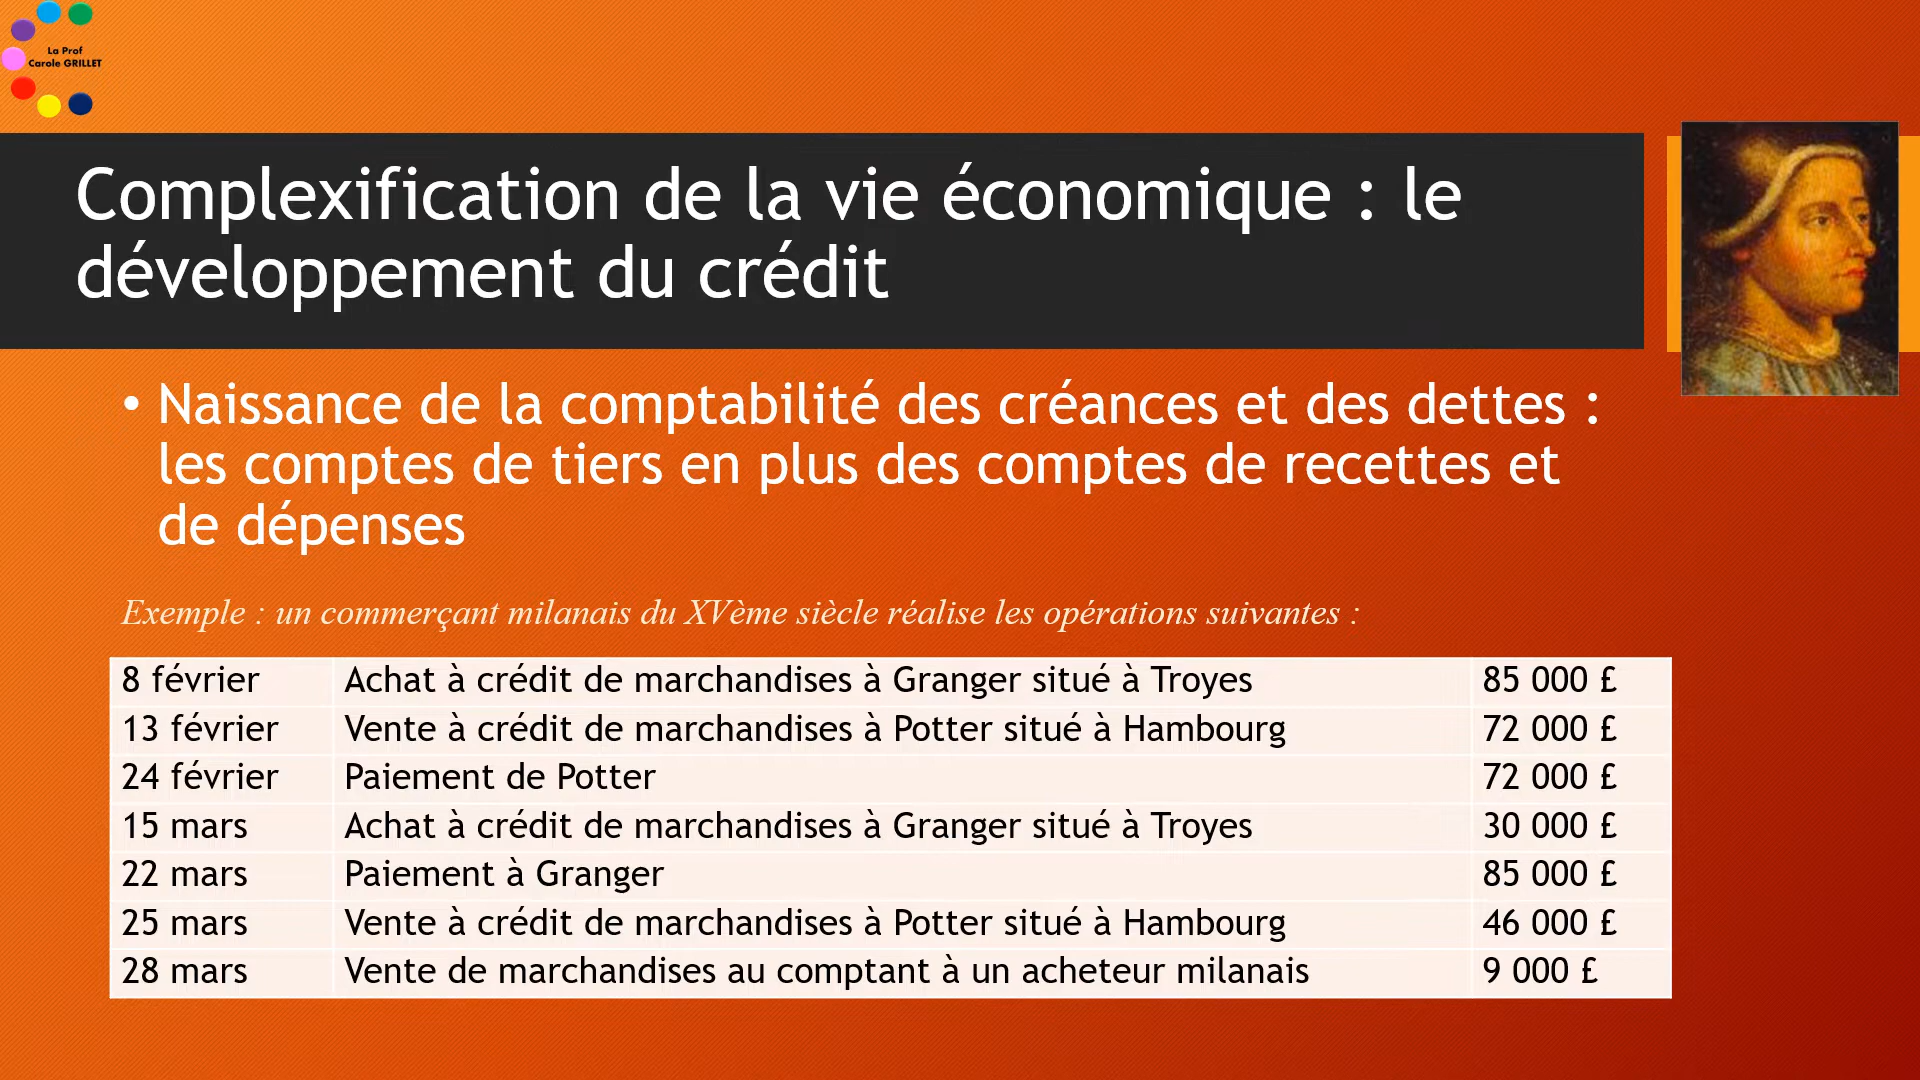 La Prof
Carole GRILLET
Complexification de la vie économique : le
développement du crédit
• Naissance de la comptabilité des créances et des dettes :
les comptes de tiers en plus des comptes de recettes et
de dépenses
Exemple : un commerçant milanais du XVème siècle réalise les opérations suivantes :
8 février Achat à crédit de marchandises à Granger situé à Troyes 85 000 £
13 février Vente à crédit de marchandises à Potter situé à Hambourg 72 000 £
24 février Paiement de Potter 72 000 £
15 mars Achat à crédit de marchandises à Granger situé à Troyes 30 000 £
22 mars Paiement à Granger 85 000 £
25 mars Vente à crédit de marchandises à Potter situé à Hambourg 46 000 £
28 mars Vente de marchandises au comptant à un acheteur milanais 9 000 £